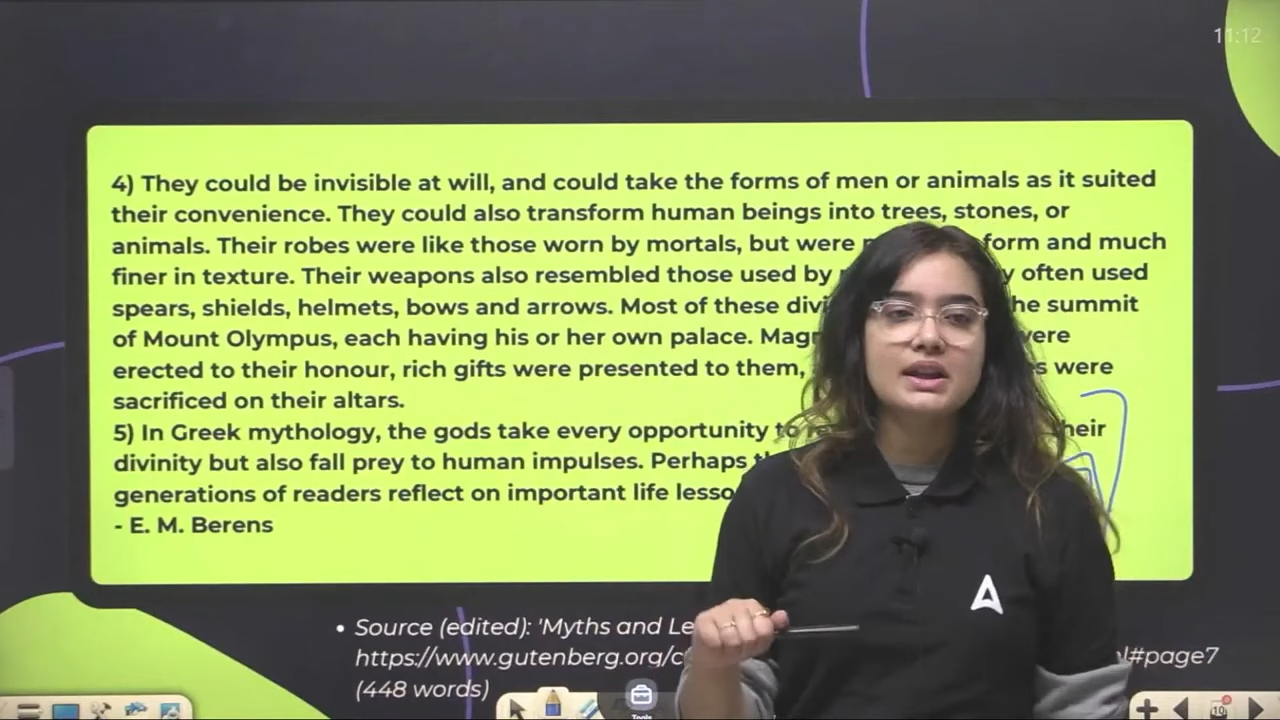 11:12
4) They could be invisible at will, and could take the forms of men or animals as it suited
their convenience. They could also transform human beings into trees, stones, or
animals. Their robes were like those worn by mortals, but were form and much
finer in texture. Their weapons also resembled those used by often used
spears, shields, helmets, bows and arrows. Most of these summit
of Mount Olympus, each having his or her own palace. were
erected to their honour, rich gifts were presented to them, were
sacrificed on their altars.
5) In Greek mythology, the gods take every opportunity to
divinity but also fall prey to human impulses. Perhaps
generations of readers reflect on important life
- E. M. Berens
• Source (edited): 'Myths and
https://www.gutenberg.org/ #page7
(448 words)
Tools
10